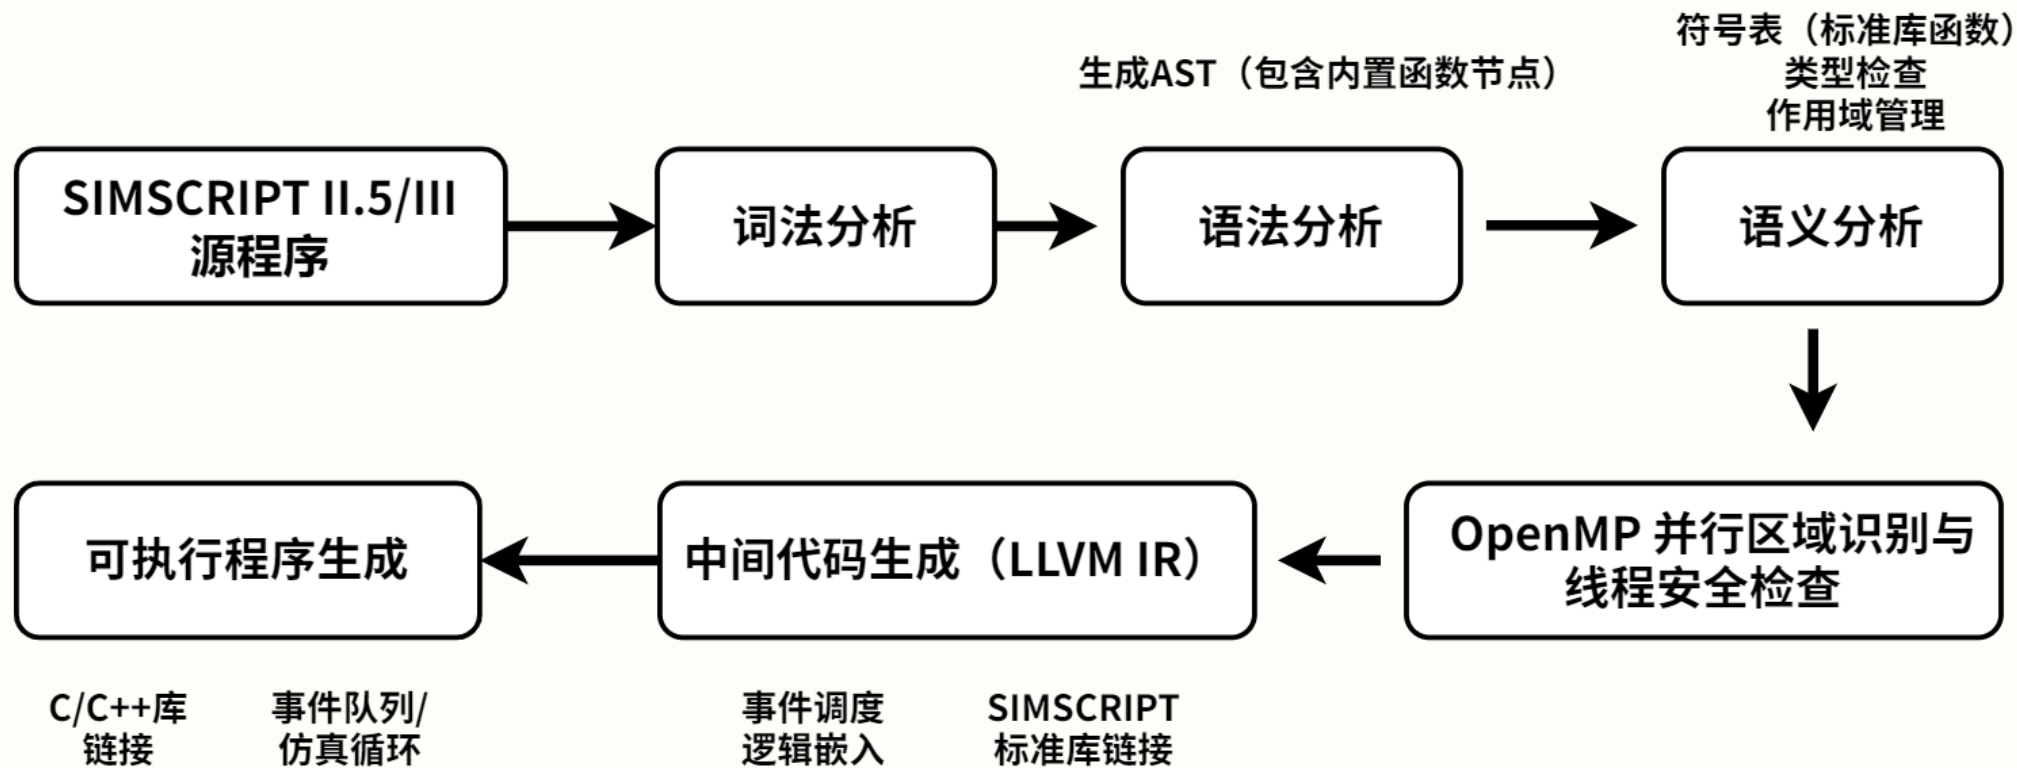 符号表（标准库函数）
类型检查
作用域管理
生成AST（包含内置函数节点）
SIMSCRIPT II.5/III
源程序
词法分析
语法分析
语义分析
OpenMP 并行区域识别与
线程安全检查
中间代码生成（LLVM IR）
可执行程序生成
C/C++库
链接
事件队列/
仿真循环
事件调度
逻辑嵌入
SIMSCRIPT
标准库链接